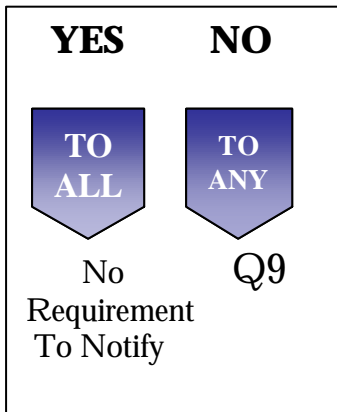 YES NO
TO TO
ALL ANY
No Q9
Requirement
To Notify